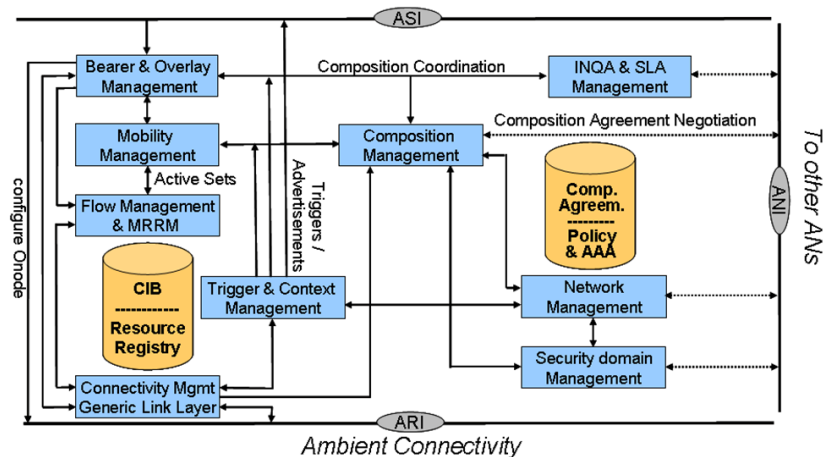 ASI
Bearer & Overlay
Management
Composition Coordination
INQA & SLA
Management
Mobility
Management
Composition
Management
Composition Agreement Negotiation
Active Sets
Triggers /
Advertisements
Flow Management
& MRRM
Comp.
Agreem.
---------
Policy
& AAA
ANI
To other ANs
configure Onode
CIB
------------
Resource
Registry
Trigger & Context
Management
Network
Management
Security domain
Management
Connectivity Mgmt
Generic Link Layer
ARI
Ambient Connectivity